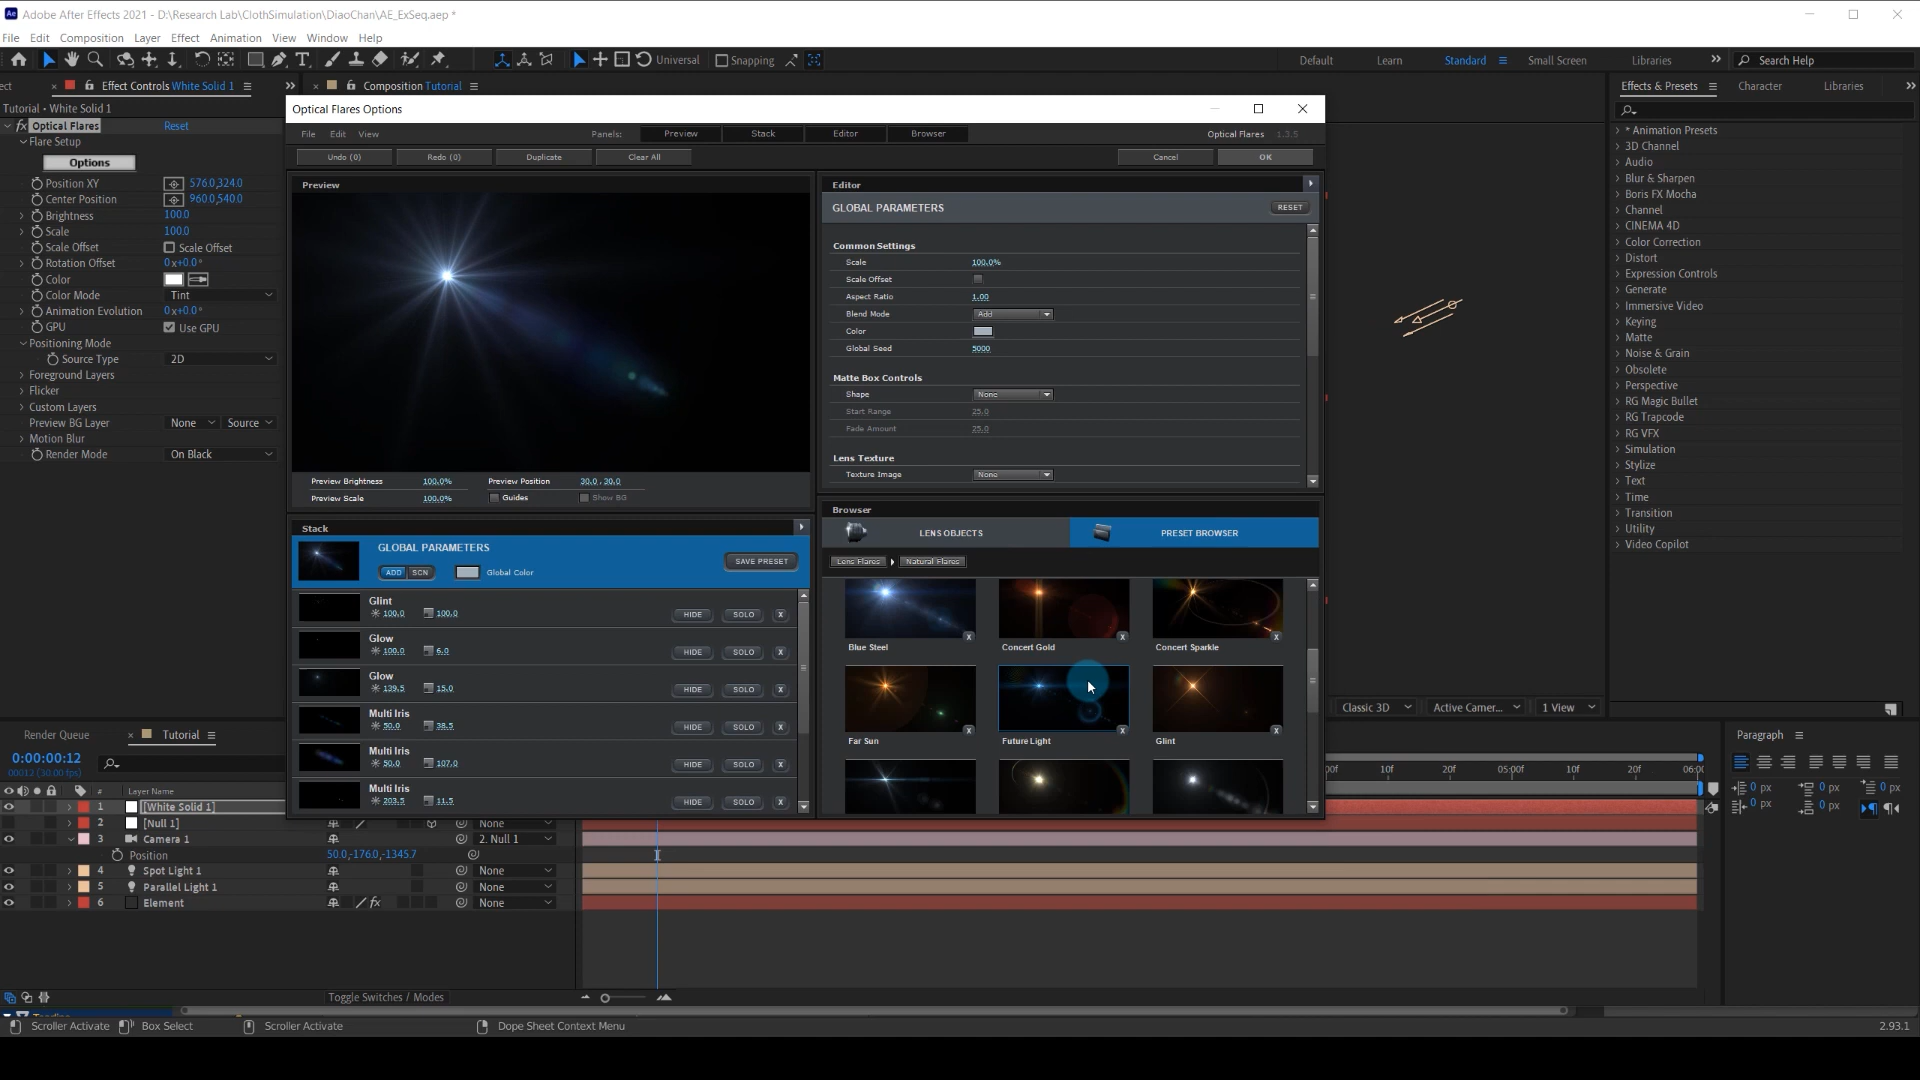 Adobe After Effects 2021 - D:\Research Lab\ClothSimulation\DiaoChan\AE_ExSeq.aep *
File Edit Composition Layer Effect Animation View Window Help
Universal Snapping Default Learn Standard Small Screen Libraries Search Help
ect Effect Controls White Solid 1 Composition Tutorial
Effects & Presets Character Libraries
Tutorial • White Solid 1
fx Optical Flares Reset
Flare Setup
Options
Position XY 576.0,324.0
Center Position 960.0,540.0
Brightness 100.0
Scale 100.0
Scale Offset Scale Offset
Rotation Offset 0x+0.0°
Color
Color Mode Tint
Animation Evolution 0x+0.0°
GPU Use GPU
Positioning Mode
Source Type 2D
Foreground Layers
Flicker
Custom Layers
Preview BG Layer None Source
Motion Blur
Render Mode On Black
Optical Flares Options
File Edit View Panels: Preview Stack Editor Browser Optical Flares 1.3.5
Undo (0) Redo (0) Duplicate Clear All Cancel OK
Preview
Preview Brightness 100.0% Preview Position 30.0 , 30.0
Preview Scale 100.0% Guides Show BG
Editor
GLOBAL PARAMETERS RESET
Common Settings
Scale 100.0%
Scale Offset
Aspect Ratio 1.00
Blend Mode Add
Color
Global Seed 5000
Matte Box Controls
Shape None
Start Range 25.0
Fade Amount 25.0
Lens Texture
Texture Image None
Stack
GLOBAL PARAMETERS SAVE PRESET
ADD SCN Global Color
Glint
100.0 100.0 HIDE SOLO X
Glow
100.0 6.0 HIDE SOLO X
Glow
139.5 15.0 HIDE SOLO X
Multi Iris
50.0 38.5 HIDE SOLO X
Multi Iris
50.0 107.0 HIDE SOLO X
Multi Iris
203.5 11.5 HIDE SOLO X
Browser
LENS OBJECTS PRESET BROWSER
Lens Flares Natural Flares
X X X
Blue Steel Concert Gold Concert Sparkle
X X X
Far Sun Future Light Glint
* Animation Presets
3D Channel
Audio
Blur & Sharpen
Boris FX Mocha
Channel
CINEMA 4D
Color Correction
Distort
Expression Controls
Generate
Immersive Video
Keying
Matte
Noise & Grain
Obsolete
Perspective
RG Magic Bullet
RG Trapcode
RG VFX
Simulation
Stylize
Text
Time
Transition
Utility
Video Copilot
Classic 3D Active Camer... 1 View
Render Queue Tutorial
0:00:00:12
00012 (30.00 fps)
# Layer Name
1 [White Solid 1]
2 [Null 1] None
3 Camera 1 2. Null 1
Position 50.0,-176.0,-1345.7
4 Spot Light 1 None
5 Parallel Light 1 None
6 Element fx None
00f 10f 20f 05:00f 10f 20f 06:0
Paragraph
0 px 0 px 0 px
0 px 0 px
Toggle Switches / Modes
Scroller Activate Box Select Scroller Activate Dope Sheet Context Menu 2.93.1